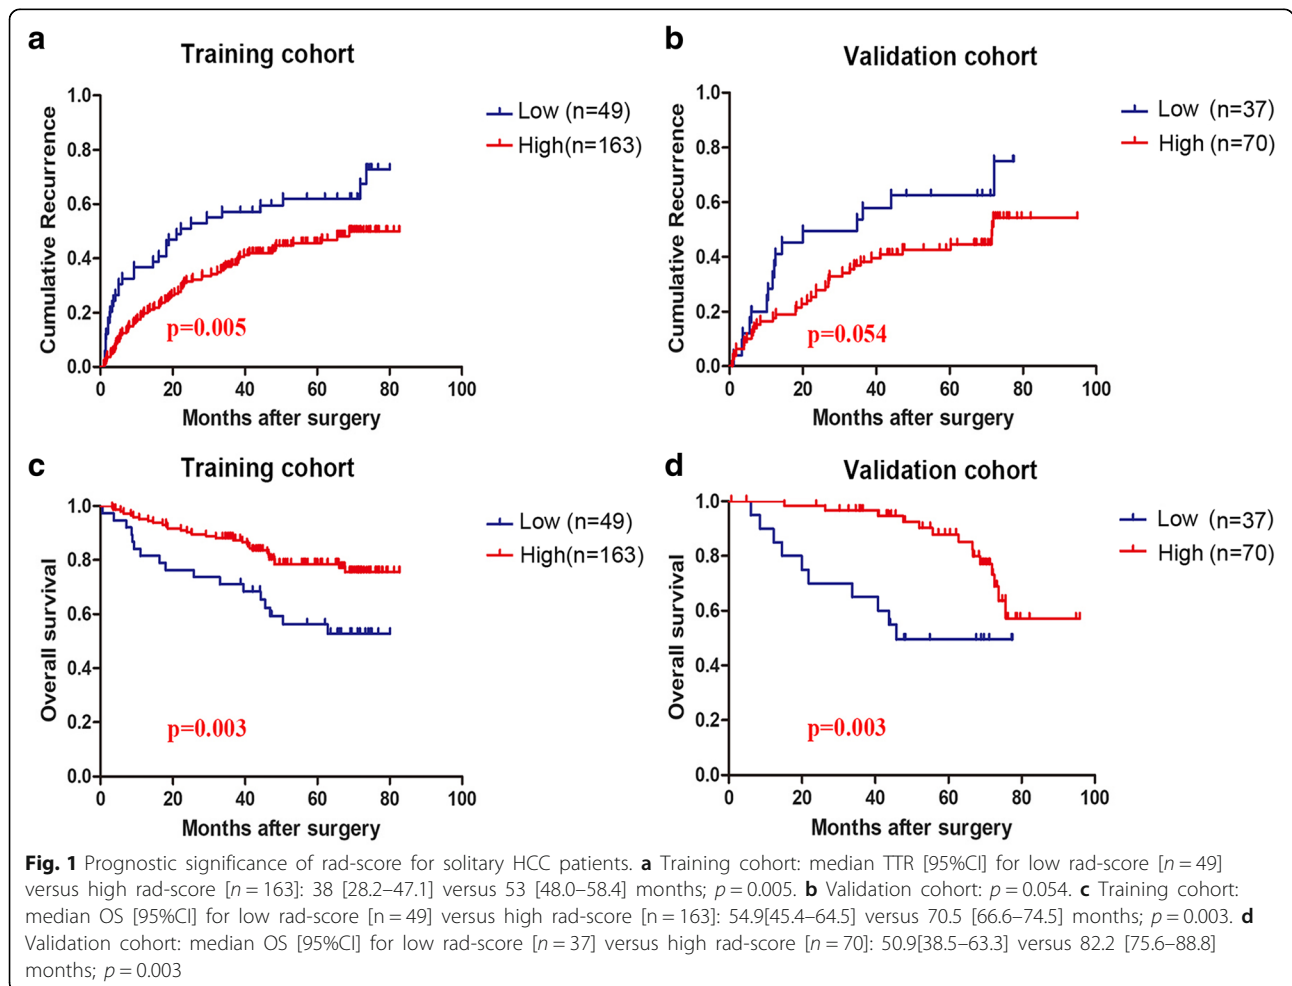 a
Training cohort
Cumulative Recurrence
1.0
0.8
0.6
0.4
0.2
0.0
0 20 40 60 80 100
Months after surgery
Low (n=49)
High(n=163)
p=0.005
b
Validation cohort
Cumulative Recurrence
1.0
0.8
0.6
0.4
0.2
0.0
0 20 40 60 80 100
Months after surgery
Low (n=37)
High (n=70)
p=0.054
c
Training cohort
Overall survival
1.0
0.8
0.6
0.4
0.2
0.0
0 20 40 60 80 100
Months after surgery
Low (n=49)
High(n=163)
p=0.003
d
Validation cohort
Overall survival
1.0
0.8
0.6
0.4
0.2
0.0
0 20 40 60 80 100
Months after surgery
Low (n=37)
High (n=70)
p=0.003
Fig. 1 Prognostic significance of rad-score for solitary HCC patients. a Training cohort: median TTR [95%CI] for low rad-score [n = 49]
versus high rad-score [n = 163]: 38 [28.2–47.1] versus 53 [48.0–58.4] months; p = 0.005. b Validation cohort: p = 0.054. c Training cohort:
median OS [95%CI] for low rad-score [n = 49] versus high rad-score [n = 163]: 54.9[45.4–64.5] versus 70.5 [66.6–74.5] months; p = 0.003. d
Validation cohort: median OS [95%CI] for low rad-score [n = 37] versus high rad-score [n = 70]: 50.9[38.5–63.3] versus 82.2 [75.6–88.8]
months; p = 0.003